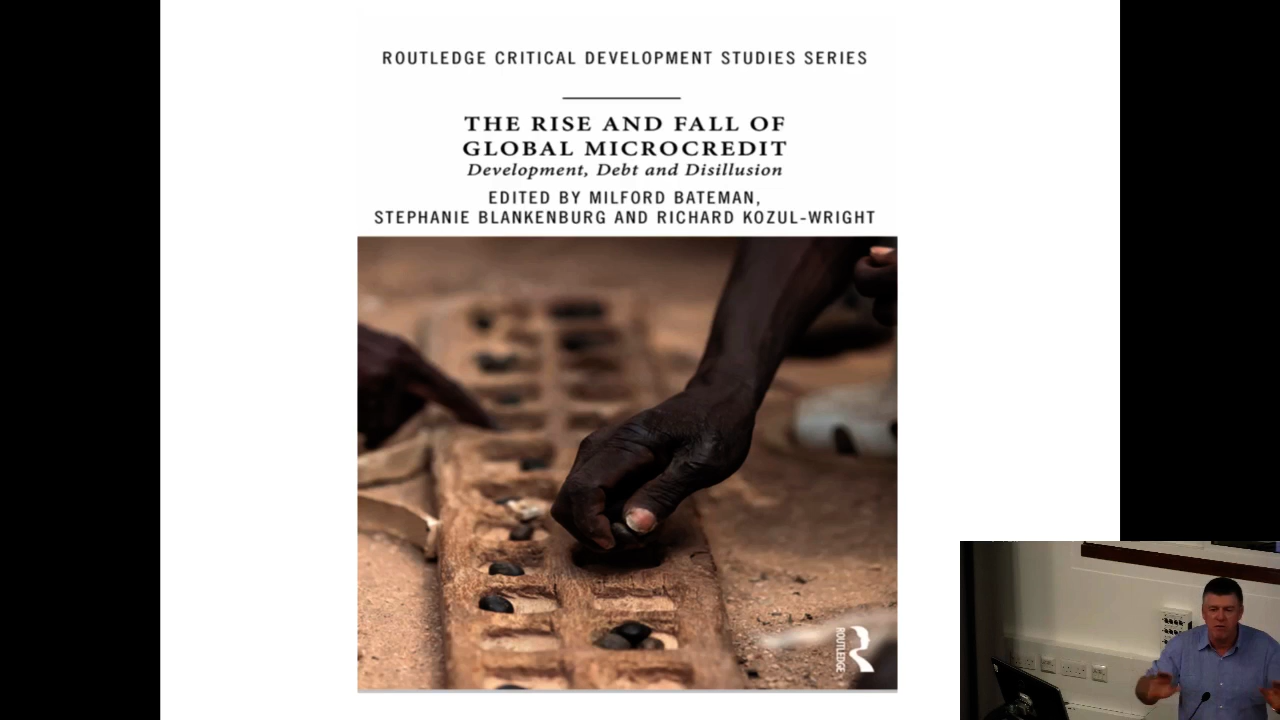 ROUTLEDGE CRITICAL DEVELOPMENT STUDIES SERIES
THE RISE AND FALL OF
GLOBAL MICROCREDIT
Development, Debt and Disillusion
EDITED BY MILFORD BATEMAN,
STEPHANIE BLANKENBURG AND RICHARD KOZUL-WRIGHT
ROUTLEDGE